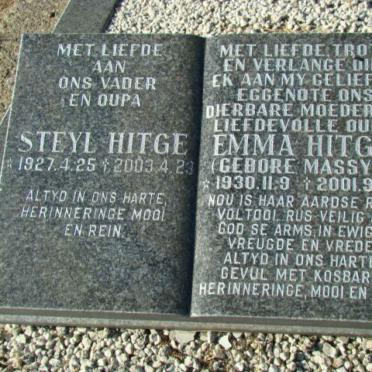 MET LIEFDE
AAN
ONS VADER
EN OUPA
STEYL HITGE
* 1927.4.25 † 2003.4.23
ALTYD IN ONS HARTE,
HERINNERINGE MOOI
EN REIN.
MET LIEFDE, TRO
EN VERLANGE DI
EK AAN MY GELIEF
EGGENOTE ONS
DIERBARE MOEDER
LIEFDEVOLLE OU
EMMA HITG
(GEBORE MASSY
* 1930.11.9 † 2001.9
NOU IS HAAR AARDSE R
VOLTOOI. RUS VEILIG
GOD SE ARMS, IN EWIG
VREUGDE EN VREDE
ALTYD IN ONS HARTE
GEVUL MET KOSBAR
HERINNERINGE, MOOI EN